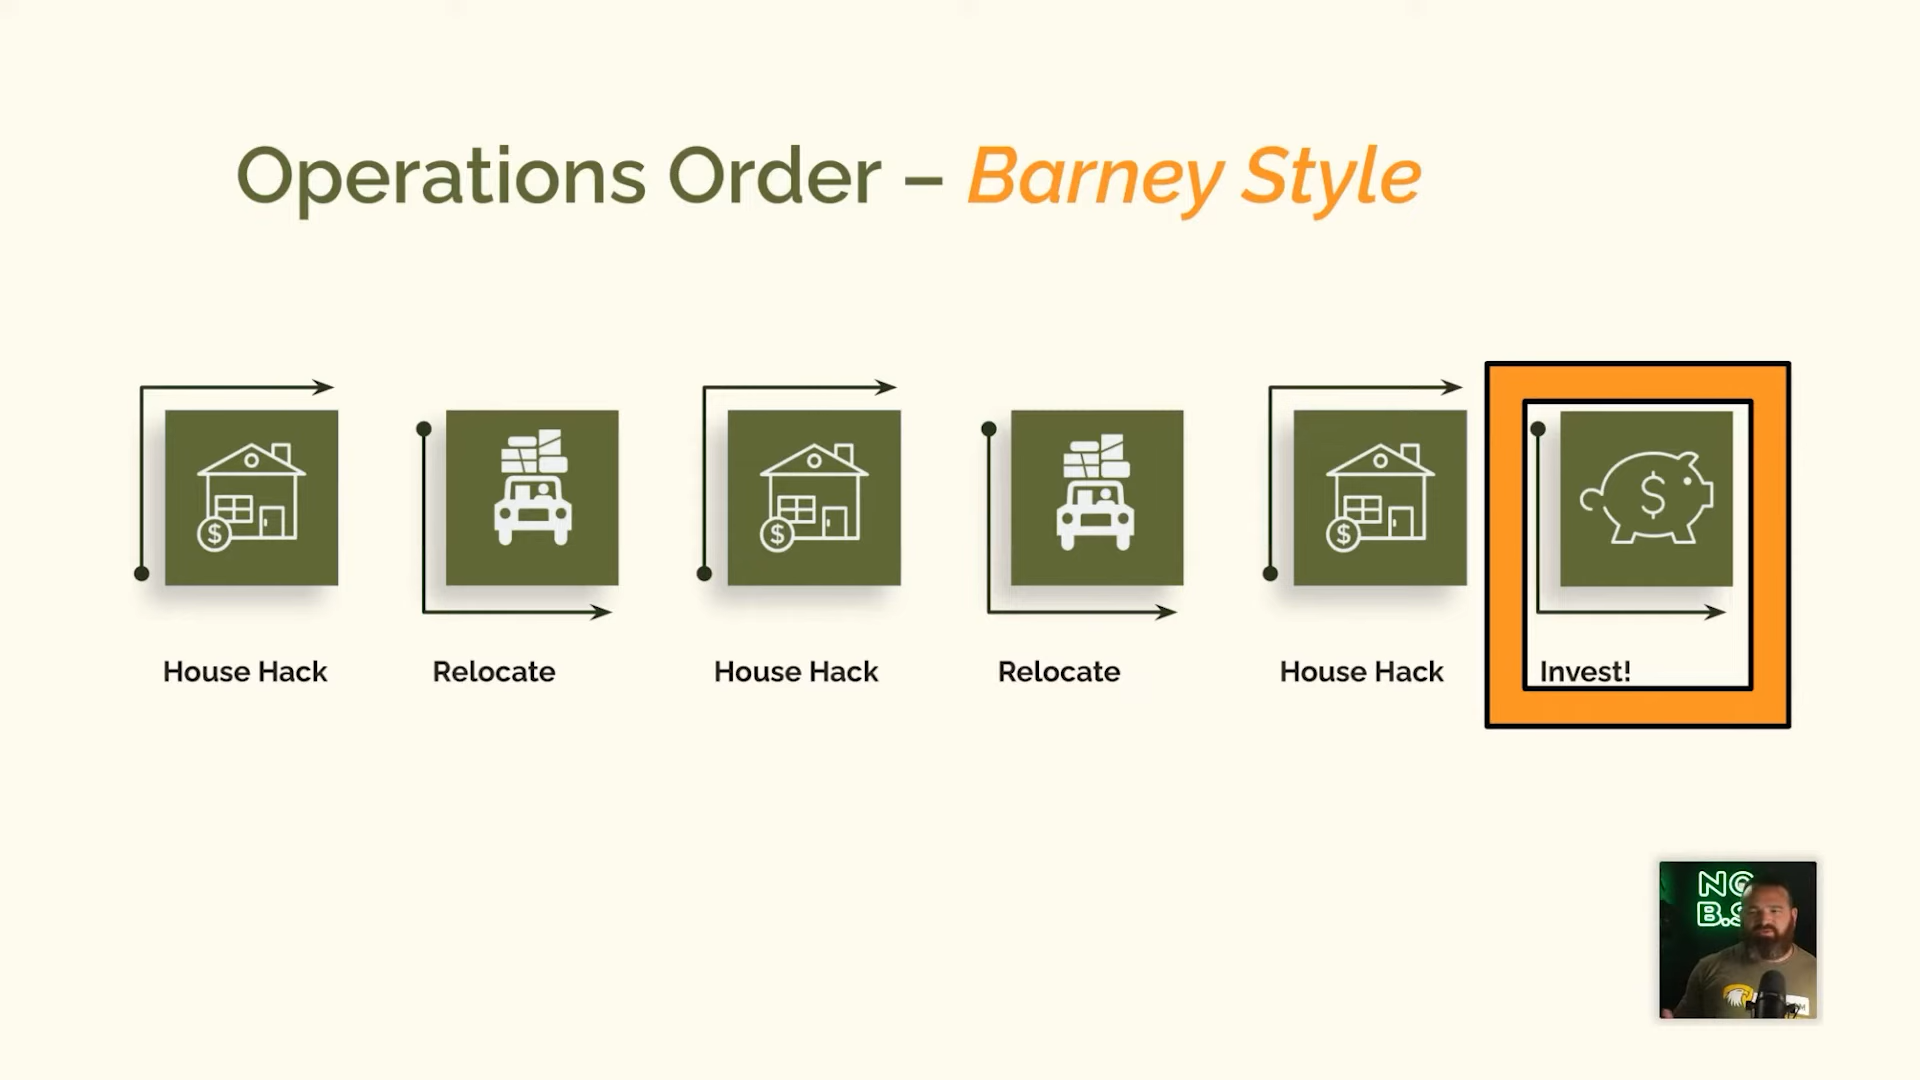 Operations Order – Barney Style
$
$
$
$
House Hack
Relocate
House Hack
Relocate
House Hack
Invest!